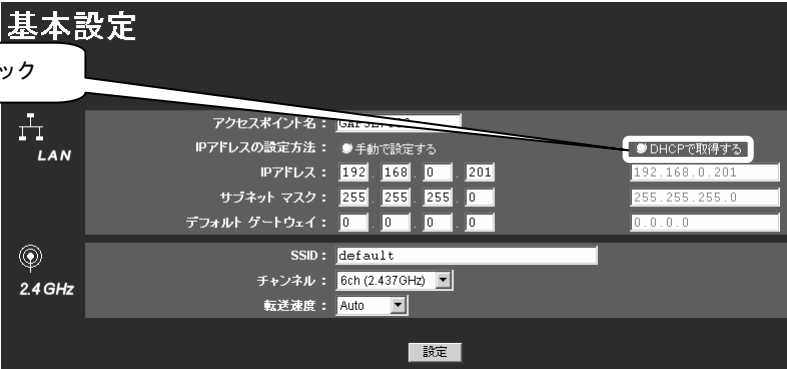 基本設定
ック
LAN
アクセスポイント名：
IPアドレスの設定方法： 手動で設定する DHCPで取得する
IPアドレス： 192 . 168 . 0 . 201 192.168.0.201
サブネット マスク： 255 . 255 . 255 . 0 255.255.255.0
デフォルト ゲートウェイ： 0 . 0 . 0 . 0 0.0.0.0
2.4 GHz
SSID： default
チャンネル： 6ch (2.437GHz)
転送速度： Auto
設定